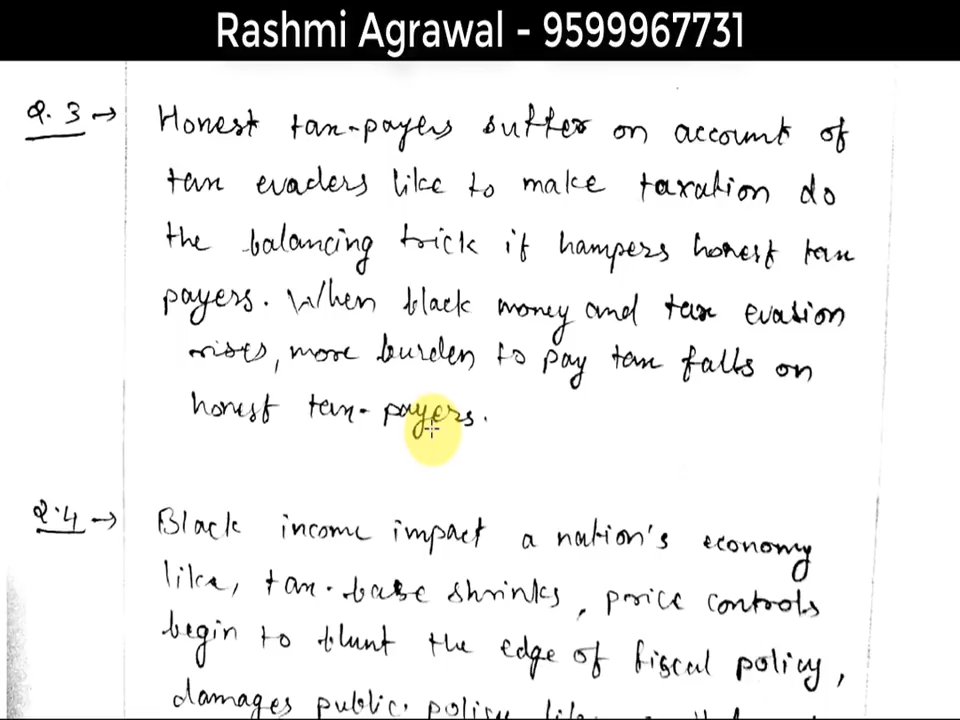 Rashmi Agrawal - 9599967731
Q.3 → Honest tax-payers suffer on account of
tax evaders like to make taxation do
the balancing trick it hampers honest tax
payers. When black money and tax evation
rises, more burden to pay tax falls on
honest tax-payers.
Q.4 → Black income impact a nation's economy
like, tax-base shrinks, price controls
begin to blunt the edge of fiscal policy,
damages public policy like